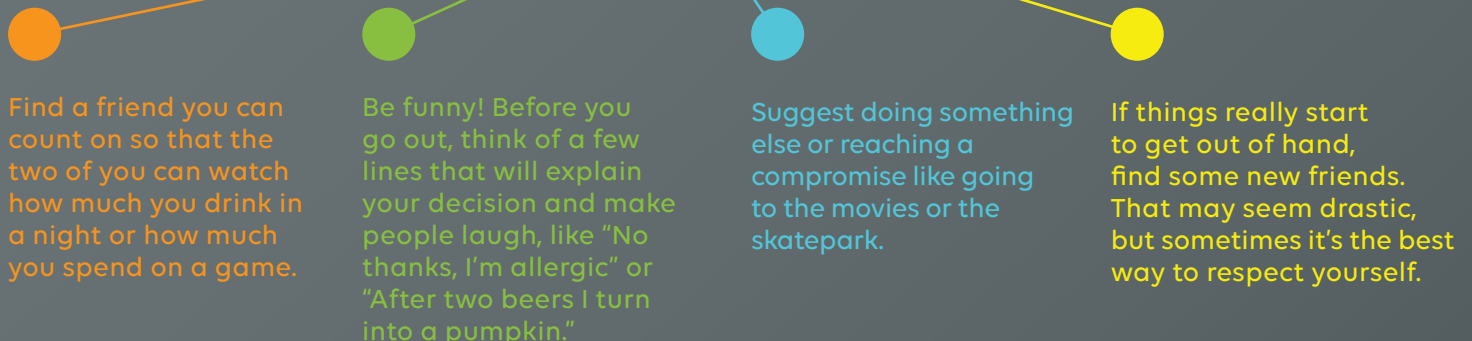 Find a friend you can
count on so that the
two of you can watch
how much you drink in
a night or how much
you spend on a game.
Be funny! Before you
go out, think of a few
lines that will explain
your decision and make
people laugh, like “No
thanks, I’m allergic” or
“After two beers I turn
into a pumpkin.”
Suggest doing something
else or reaching a
compromise like going
to the movies or the
skatepark.
If things really start
to get out of hand,
find some new friends.
That may seem drastic,
but sometimes it’s the best
way to respect yourself.